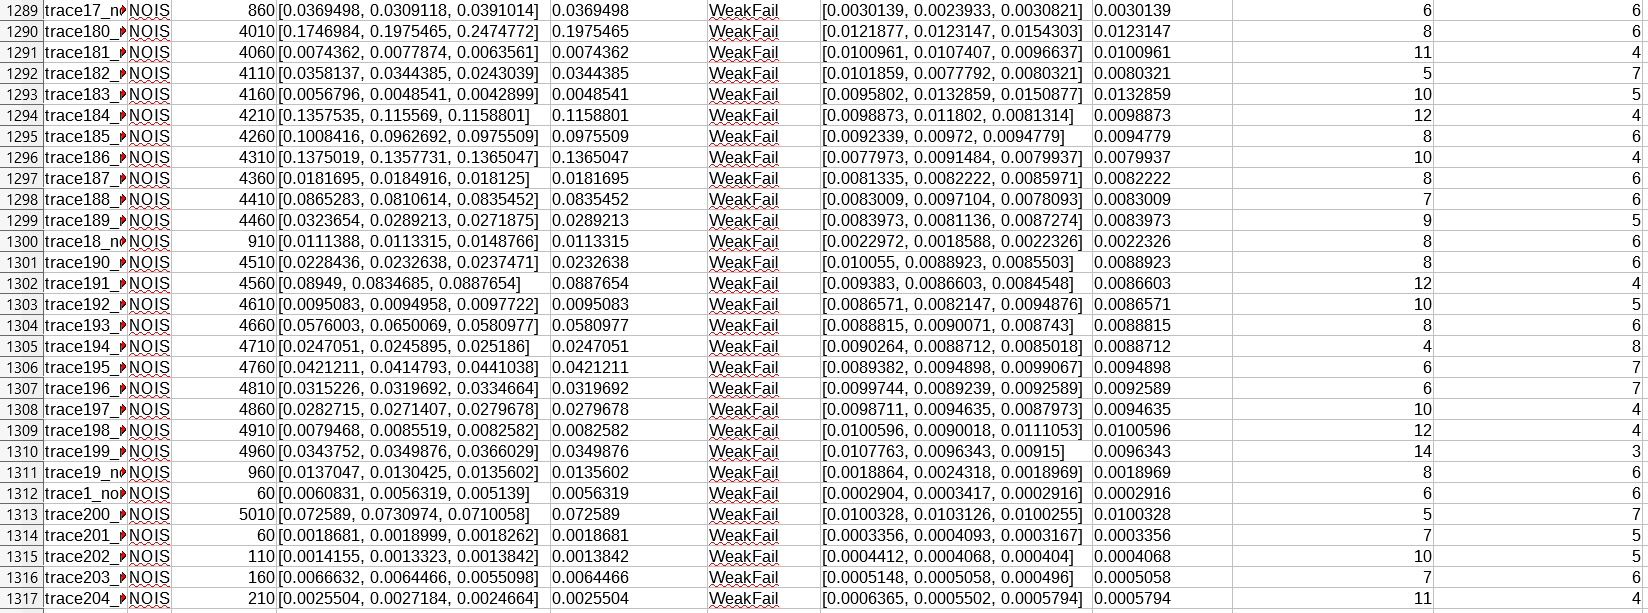 1289 trace17_n NOIS 860 [0.0369498, 0.0309118, 0.0391014] 0.0369498 WeakFail [0.0030139, 0.0023933, 0.0030821] 0.0030139 6 6
1290 trace180_ NOIS 4010 [0.1746984, 0.1975465, 0.2474772] 0.1975465 WeakFail [0.0121877, 0.0123147, 0.0154303] 0.0123147 8 6
1291 trace181_ NOIS 4060 [0.0074362, 0.0077874, 0.0063561] 0.0074362 WeakFail [0.0100961, 0.0107407, 0.0096637] 0.0100961 11 4
1292 trace182_ NOIS 4110 [0.0358137, 0.0344385, 0.0243039] 0.0344385 WeakFail [0.0101859, 0.0077792, 0.0080321] 0.0080321 5 7
1293 trace183_ NOIS 4160 [0.0056796, 0.0048541, 0.0042899] 0.0048541 WeakFail [0.0095802, 0.0132859, 0.0150877] 0.0132859 10 5
1294 trace184_ NOIS 4210 [0.1357535, 0.115569, 0.1158801] 0.1158801 WeakFail [0.0098873, 0.011802, 0.0081314] 0.0098873 12 4
1295 trace185_ NOIS 4260 [0.1008416, 0.0962692, 0.0975509] 0.0975509 WeakFail [0.0092339, 0.00972, 0.0094779] 0.0094779 8 6
1296 trace186_ NOIS 4310 [0.1375019, 0.1357731, 0.1365047] 0.1365047 WeakFail [0.0077973, 0.0091484, 0.0079937] 0.0079937 10 4
1297 trace187_ NOIS 4360 [0.0181695, 0.0184916, 0.018125] 0.0181695 WeakFail [0.0081335, 0.0082222, 0.0085971] 0.0082222 8 6
1298 trace188_ NOIS 4410 [0.0865283, 0.0810614, 0.0835452] 0.0835452 WeakFail [0.0083009, 0.0097104, 0.0078093] 0.0083009 7 6
1299 trace189_ NOIS 4460 [0.0323654, 0.0289213, 0.0271875] 0.0289213 WeakFail [0.0083973, 0.0081136, 0.0087274] 0.0083973 9 5
1300 trace18_n NOIS 910 [0.0111388, 0.0113315, 0.0148766] 0.0113315 WeakFail [0.0022972, 0.0018588, 0.0022326] 0.0022326 8 6
1301 trace190_ NOIS 4510 [0.0228436, 0.0232638, 0.0237471] 0.0232638 WeakFail [0.010055, 0.0088923, 0.0085503] 0.0088923 8 6
1302 trace191_ NOIS 4560 [0.08949, 0.0834685, 0.0887654] 0.0887654 WeakFail [0.009383, 0.0086603, 0.0084548] 0.0086603 12 4
1303 trace192_ NOIS 4610 [0.0095083, 0.0094958, 0.0097722] 0.0095083 WeakFail [0.0086571, 0.0082147, 0.0094876] 0.0086571 10 5
1304 trace193_ NOIS 4660 [0.0576003, 0.0650069, 0.0580977] 0.0580977 WeakFail [0.0088815, 0.0090071, 0.008743] 0.0088815 8 6
1305 trace194_ NOIS 4710 [0.0247051, 0.0245895, 0.025186] 0.0247051 WeakFail [0.0090264, 0.0088712, 0.0085018] 0.0088712 4 8
1306 trace195_ NOIS 4760 [0.0421211, 0.0414793, 0.0441038] 0.0421211 WeakFail [0.0089382, 0.0094898, 0.0099067] 0.0094898 6 7
1307 trace196_ NOIS 4810 [0.0315226, 0.0319692, 0.0334664] 0.0319692 WeakFail [0.0099744, 0.0089239, 0.0092589] 0.0092589 6 7
1308 trace197_ NOIS 4860 [0.0282715, 0.0271407, 0.0279678] 0.0279678 WeakFail [0.0098711, 0.0094635, 0.0087973] 0.0094635 10 4
1309 trace198_ NOIS 4910 [0.0079468, 0.0085519, 0.0082582] 0.0082582 WeakFail [0.0100596, 0.0090018, 0.0111053] 0.0100596 12 4
1310 trace199_ NOIS 4960 [0.0343752, 0.0349876, 0.0366029] 0.0349876 WeakFail [0.0107763, 0.0096343, 0.00915] 0.0096343 14 3
1311 trace19_n NOIS 960 [0.0137047, 0.0130425, 0.0135602] 0.0135602 WeakFail [0.0018864, 0.0024318, 0.0018969] 0.0018969 8 6
1312 trace1_no NOIS 60 [0.0060831, 0.0056319, 0.005139] 0.0056319 WeakFail [0.0002904, 0.0003417, 0.0002916] 0.0002916 6 6
1313 trace200_ NOIS 5010 [0.072589, 0.0730974, 0.0710058] 0.072589 WeakFail [0.0100328, 0.0103126, 0.0100255] 0.0100328 5 7
1314 trace201_ NOIS 60 [0.0018681, 0.0018999, 0.0018262] 0.0018681 WeakFail [0.0003356, 0.0004093, 0.0003167] 0.0003356 7 5
1315 trace202_ NOIS 110 [0.0014155, 0.0013323, 0.0013842] 0.0013842 WeakFail [0.0004412, 0.0004068, 0.000404] 0.0004068 10 5
1316 trace203_ NOIS 160 [0.0066632, 0.0064466, 0.0055098] 0.0064466 WeakFail [0.0005148, 0.0005058, 0.000496] 0.0005058 7 6
1317 trace204_ NOIS 210 [0.0025504, 0.0027184, 0.0024664] 0.0025504 WeakFail [0.0006365, 0.0005502, 0.0005794] 0.0005794 11 4